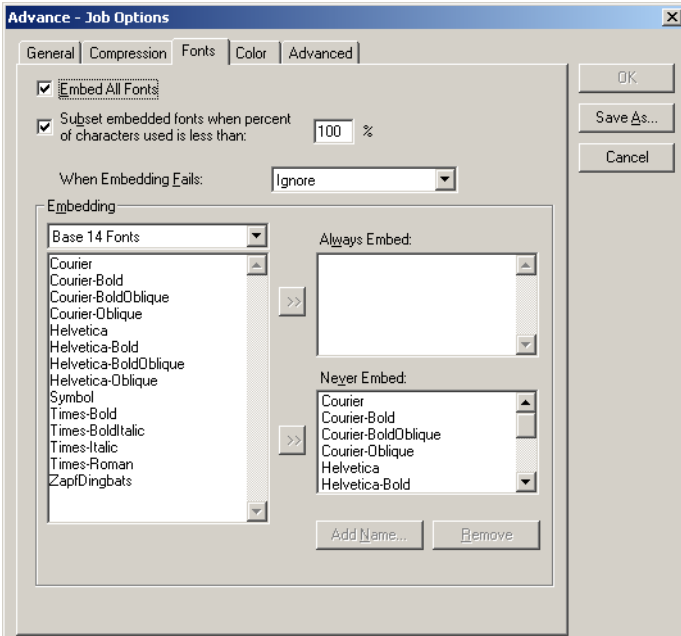 Advance - Job Options
General Compression Fonts Color Advanced
Embed All Fonts
OK
Subset embedded fonts when percent
of characters used is less than:
100 %
Save As...
Cancel
When Embedding Fails:
Ignore
Embedding
Base 14 Fonts
Courier
Courier-Bold
Courier-BoldOblique
Courier-Oblique
Helvetica
Helvetica-Bold
Helvetica-BoldOblique
Helvetica-Oblique
Symbol
Times-Bold
Times-BoldItalic
Times-Italic
Times-Roman
ZapfDingbats
>>
>>
Always Embed:
Never Embed:
Courier
Courier-Bold
Courier-BoldOblique
Courier-Oblique
Helvetica
Helvetica-Bold
Add Name...
Remove